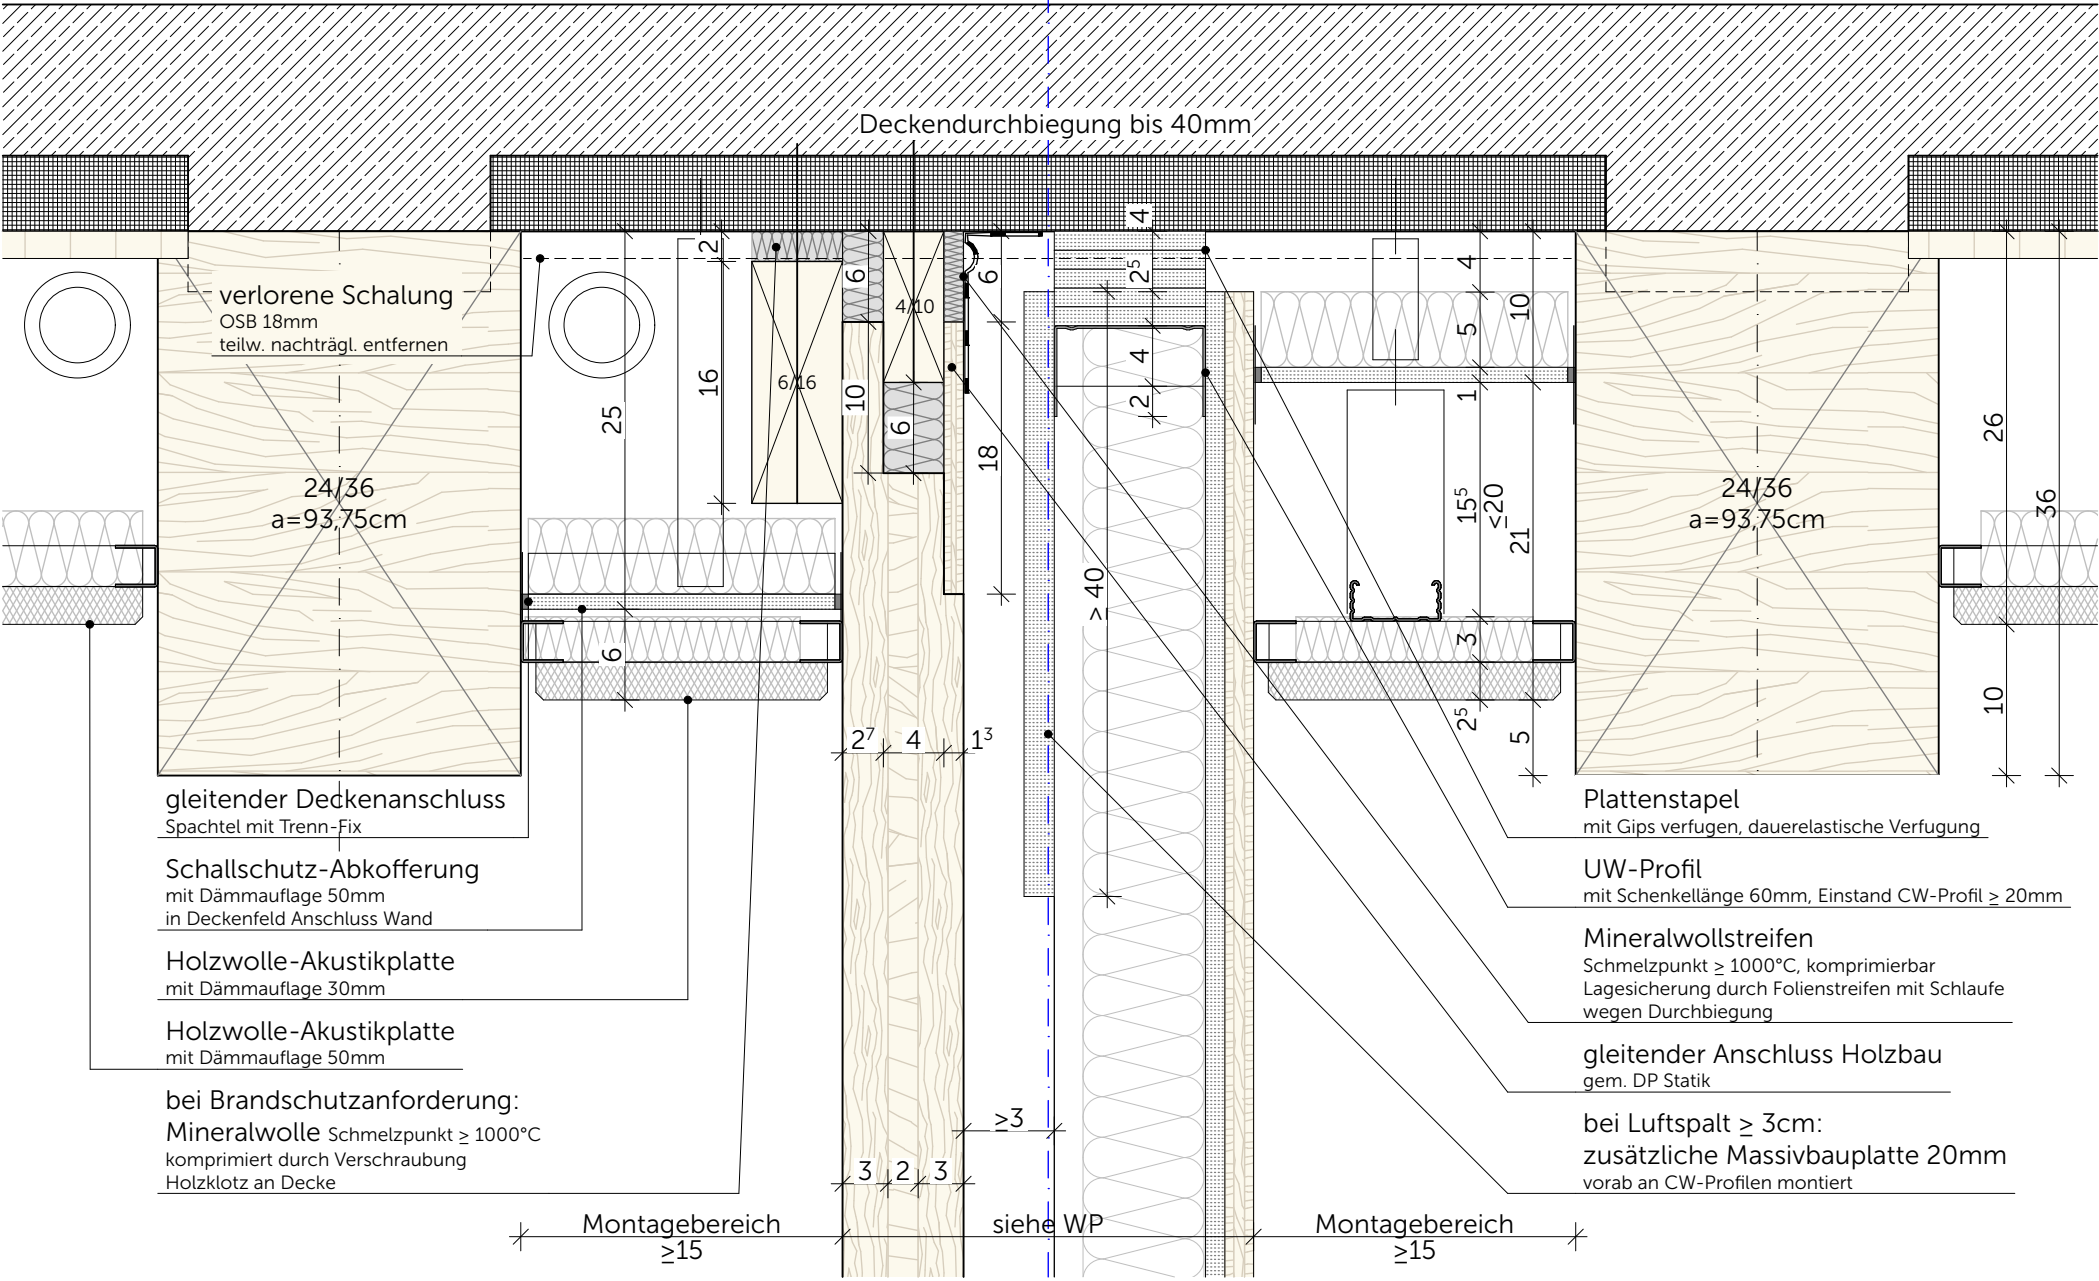 Deckendurchbiegung bis 40mm
4
2
6
4/10
6
2⁵
4
10
verlorene Schalung
OSB 18mm
teilw. nachträgl. entfernen
5
4
1
2
16
6/16
10
25
6
18
26
24/36
a=93,75cm
15⁵
≤20
21
24/36
a=93,75cm
36
≥ 40
6
3
10
2⁷
4
1³
2⁵
5
gleitender Deckenanschluss
Spachtel mit Trenn-Fix
Schallschutz-Abkofferung
mit Dämmauflage 50mm
in Deckenfeld Anschluss Wand
Holzwolle-Akustikplatte
mit Dämmauflage 30mm
Holzwolle-Akustikplatte
mit Dämmauflage 50mm
bei Brandschutzanforderung:
Mineralwolle Schmelzpunkt ≥ 1000°C
komprimiert durch Verschraubung
Holzklotz an Decke
Plattenstapel
mit Gips verfugen, dauerelastische Verfugung
UW-Profil
mit Schenkellänge 60mm, Einstand CW-Profil ≥ 20mm
Mineralwollstreifen
Schmelzpunkt ≥ 1000°C, komprimierbar
Lagesicherung durch Folienstreifen mit Schlaufe
wegen Durchbiegung
gleitender Anschluss Holzbau
gem. DP Statik
bei Luftspalt ≥ 3cm:
zusätzliche Massivbauplatte 20mm
vorab an CW-Profilen montiert
≥3
3
2
3
Montagebereich
≥15
siehe WP
Montagebereich
≥15